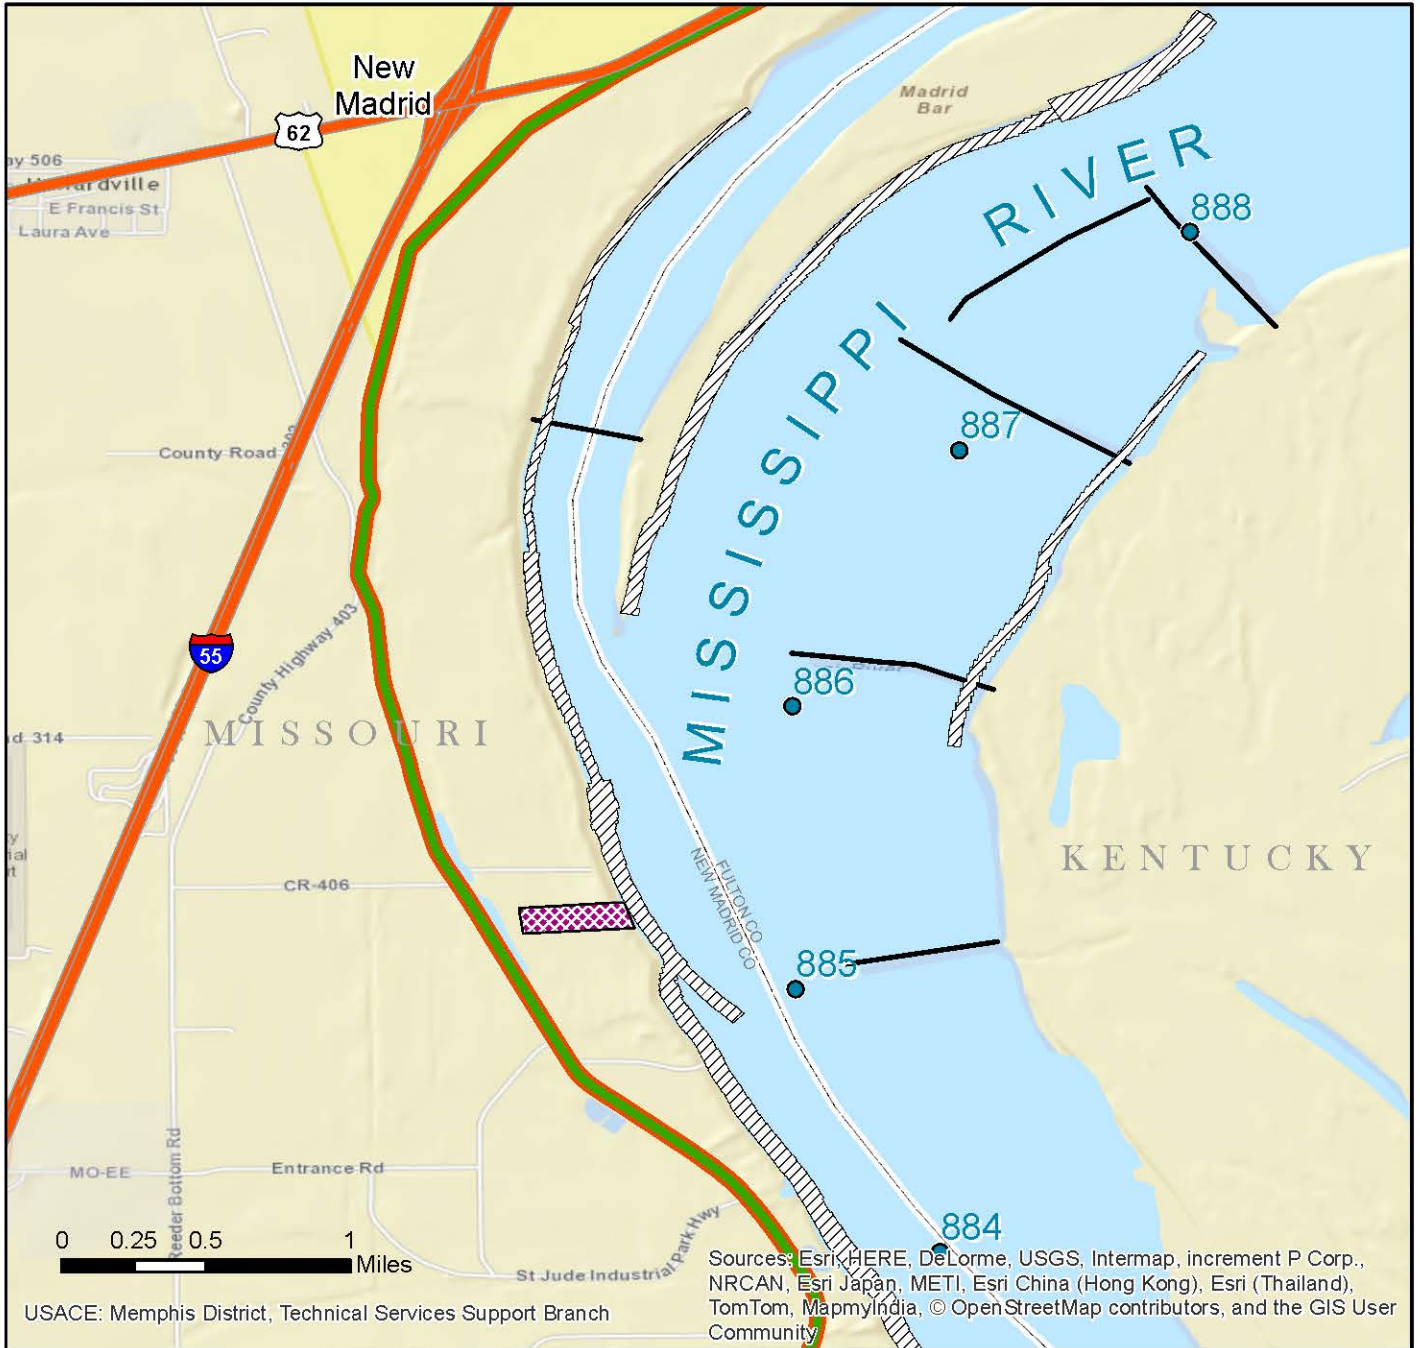 New
Madrid
62
Madrid
Bar
ay 506
E Francis St
Laura Ave
RIVER
888
MISSISSIPPI
887
County Road
55
County Highway 403
886
d 314
MISSOURI
KENTUCKY
FULTON CO
NEW MADRID CO
CR-406
885
MO-EE
Entrance Rd
Reeder Bottom Rd
St Jude Industrial Park Hwy
884
0 0.25 0.5 1
Miles
USACE: Memphis District, Technical Services Support Branch
Sources: Esri, HERE, DeLorme, USGS, Intermap, increment P Corp.,
NRCAN, Esri Japan, METI, Esri China (Hong Kong), Esri (Thailand),
TomTom, MapmyIndia, © OpenStreetMap contributors, and the GIS User
Community